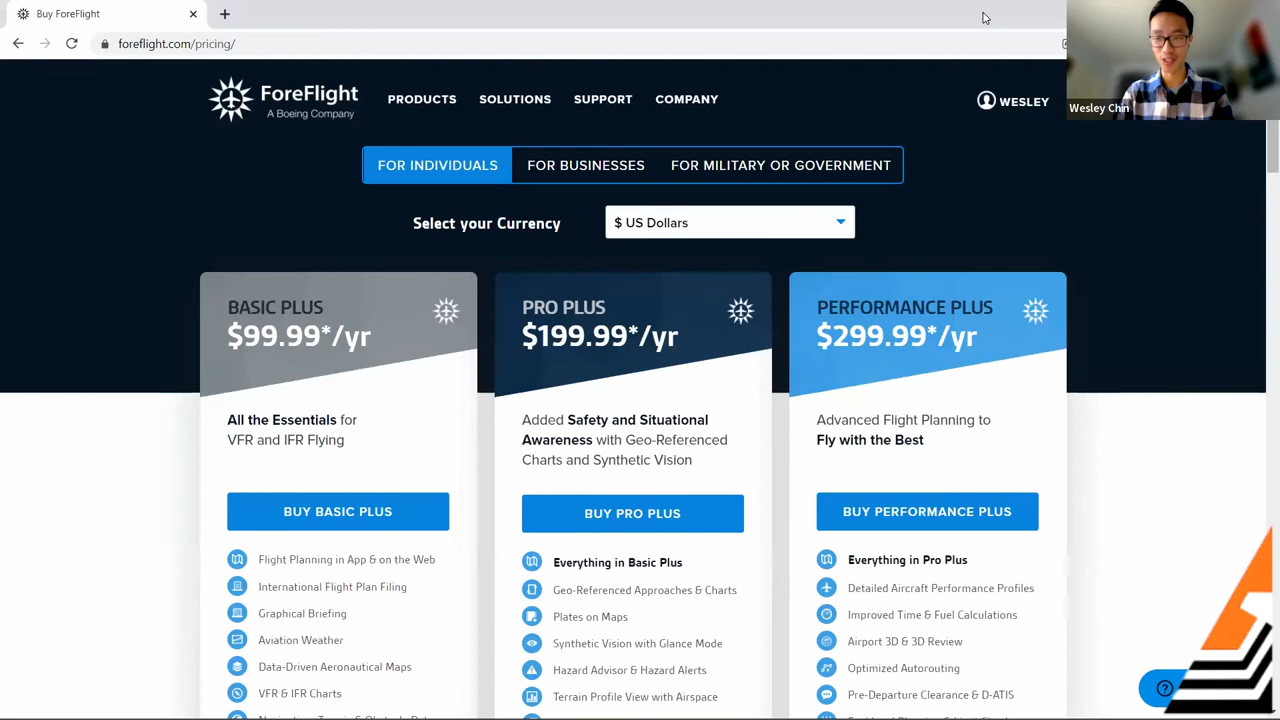 Buy ForeFlight
foreflight.com/pricing/
ForeFlight
A Boeing Company
PRODUCTS
SOLUTIONS
SUPPORT
COMPANY
WESLEY
Wesley Chin
FOR INDIVIDUALS
FOR BUSINESSES
FOR MILITARY OR GOVERNMENT
Select your Currency
$ US Dollars
BASIC PLUS
$99.99*/yr
All the Essentials for
VFR and IFR Flying
BUY BASIC PLUS
Flight Planning in App & on the Web
International Flight Plan Filing
Graphical Briefing
Aviation Weather
Data-Driven Aeronautical Maps
VFR & IFR Charts
PRO PLUS
$199.99*/yr
Added Safety and Situational
Awareness with Geo-Referenced
Charts and Synthetic Vision
BUY PRO PLUS
Everything in Basic Plus
Geo-Referenced Approaches & Charts
Plates on Maps
Synthetic Vision with Glance Mode
Hazard Advisor & Hazard Alerts
Terrain Profile View with Airspace
PERFORMANCE PLUS
$299.99*/yr
Advanced Flight Planning to
Fly with the Best
BUY PERFORMANCE PLUS
Everything in Pro Plus
Detailed Aircraft Performance Profiles
Improved Time & Fuel Calculations
Airport 3D & 3D Review
Optimized Autorouting
Pre-Departure Clearance & D-ATIS